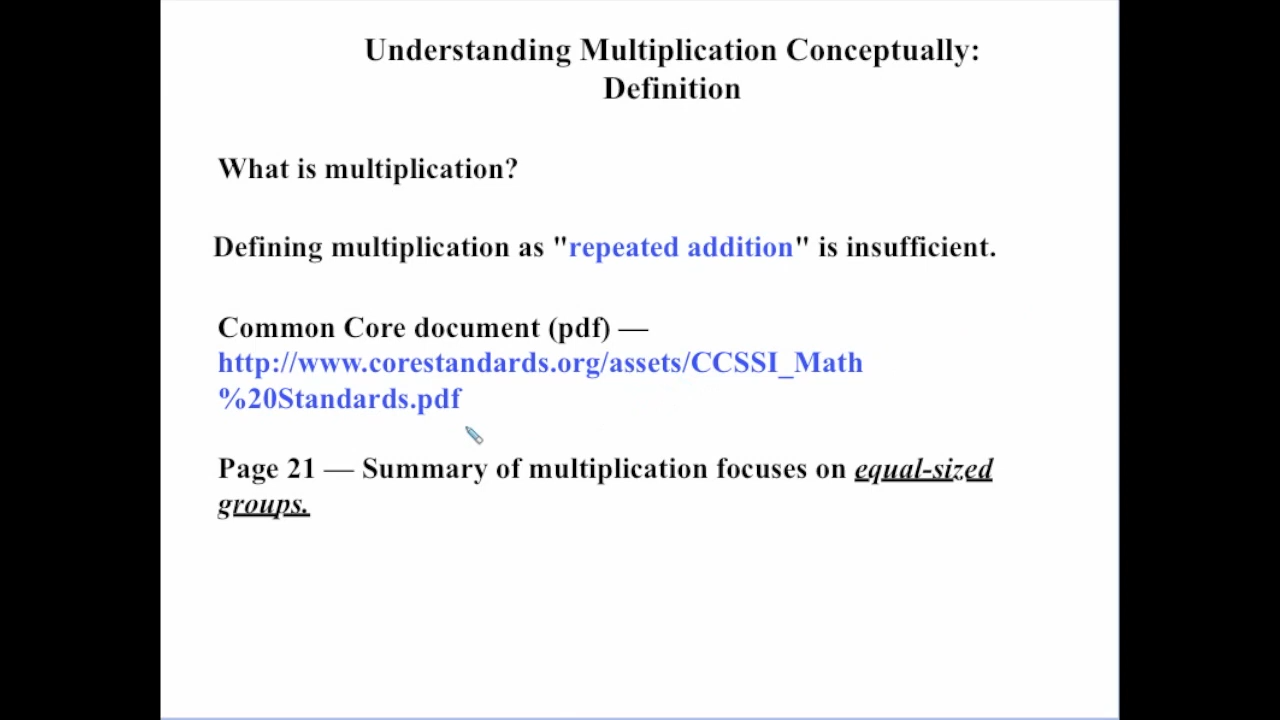 Understanding Multiplication Conceptually:
Definition
What is multiplication?
Defining multiplication as "repeated addition" is insufficient.
Common Core document (pdf) —
http://www.corestandards.org/assets/CCSSI_Math
%20Standards.pdf
Page 21 — Summary of multiplication focuses on equal-sized
groups.